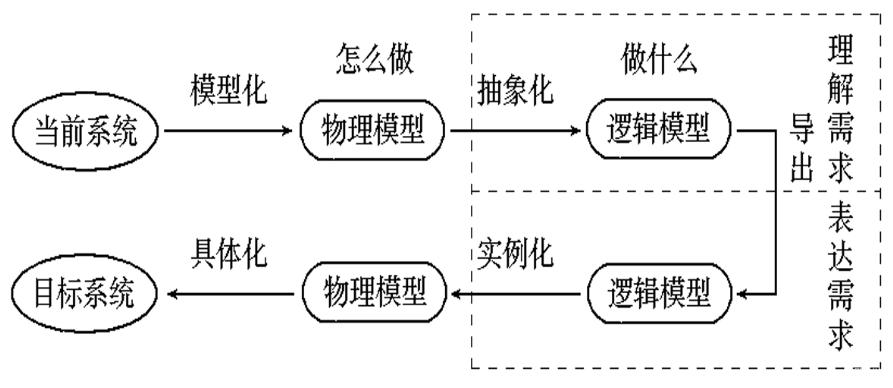 怎么做
做什么
模型化
抽象化
当前系统
物理模型
逻辑模型
导出
理解需求
具体化
实例化
目标系统
物理模型
逻辑模型
表达需求